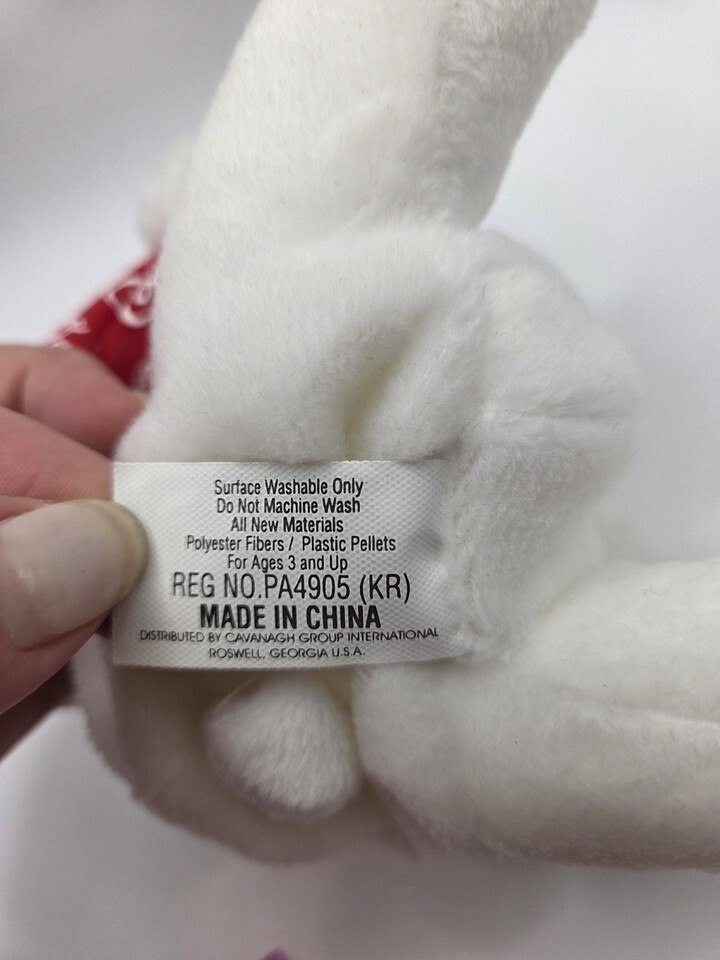 Surface Washable Only
Do Not Machine Wash
All New Materials
Polyester Fibers / Plastic Pellets
For Ages 3 and Up
REG NO.PA4905 (KR)
MADE IN CHINA
DISTRIBUTED BY CAVANAGH GROUP INTERNATIONAL
ROSWELL, GEORGIA U.S.A.